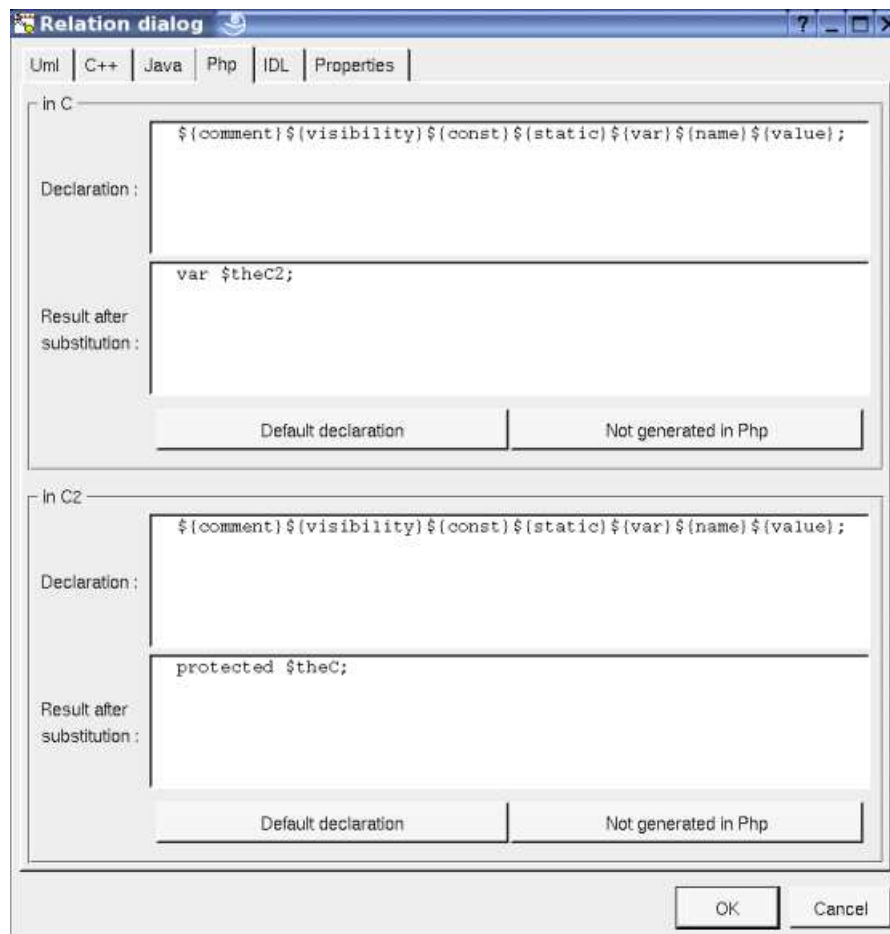 Relation dialog
Uml C++ Java Php IDL Properties
in C
${comment}${visibility}${const}${static}${var}${name}${value};
Declaration :
var $theC2;
Result after
substitution :
Default declaration Not generated in Php
In C2
${comment}${visibility}${const}${static}${var}${name}${value};
Declaration :
protected $theC;
Result after
substitution :
Default declaration Not generated in Php
OK Cancel